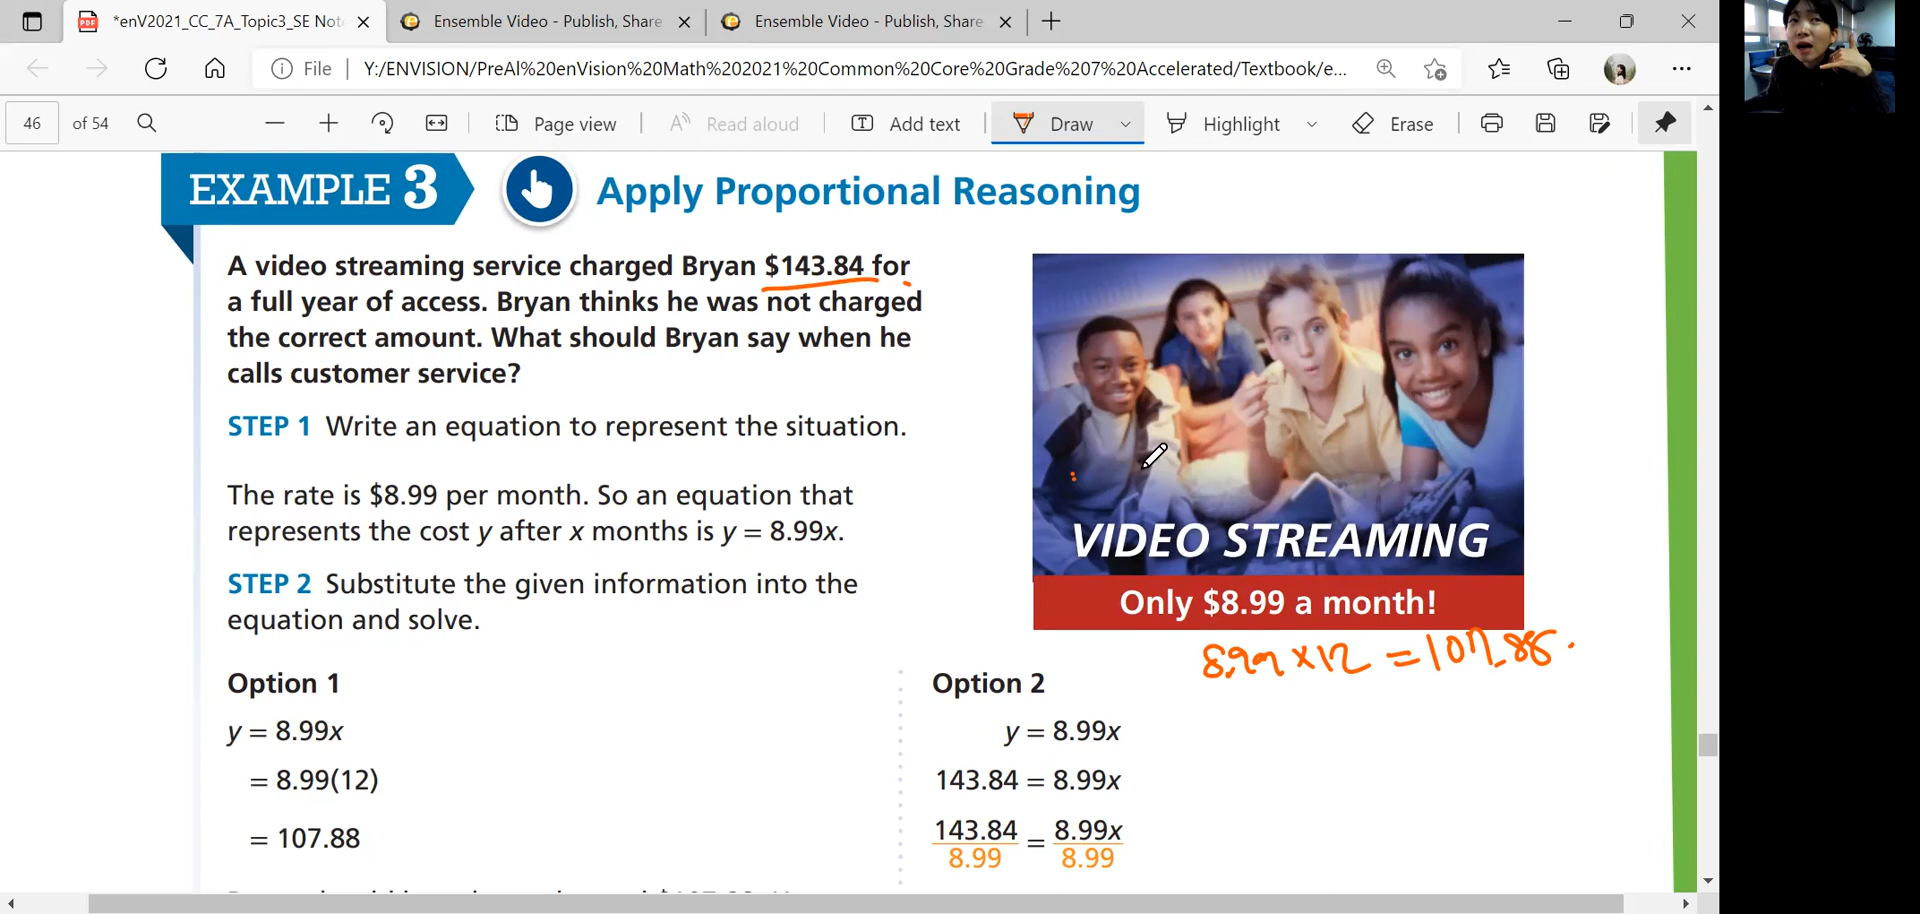 *enV2021_CC_7A_Topic3_SE Not
Ensemble Video - Publish, Share
Ensemble Video - Publish, Share
File
Y:/ENVISION/PreAl%20enVision%20Math%202021%20Common%20Core%20Grade%207%20Accelerated/Textbook/e...
46 of 54
Page view
Read aloud
Add text
Draw
Highlight
Erase
EXAMPLE 3
Apply Proportional Reasoning
A video streaming service charged Bryan $143.84 for
a full year of access. Bryan thinks he was not charged
the correct amount. What should Bryan say when he
calls customer service?
STEP 1 Write an equation to represent the situation.
The rate is $8.99 per month. So an equation that
represents the cost y after x months is y = 8.99x.
STEP 2 Substitute the given information into the
equation and solve.
VIDEO STREAMING
Only $8.99 a month!
8.99 × 12 = 107.88.
Option 1
y = 8.99x
= 8.99(12)
= 107.88
Option 2
y = 8.99x
143.84 = 8.99x
143.84 = 8.99x
8.99 8.99